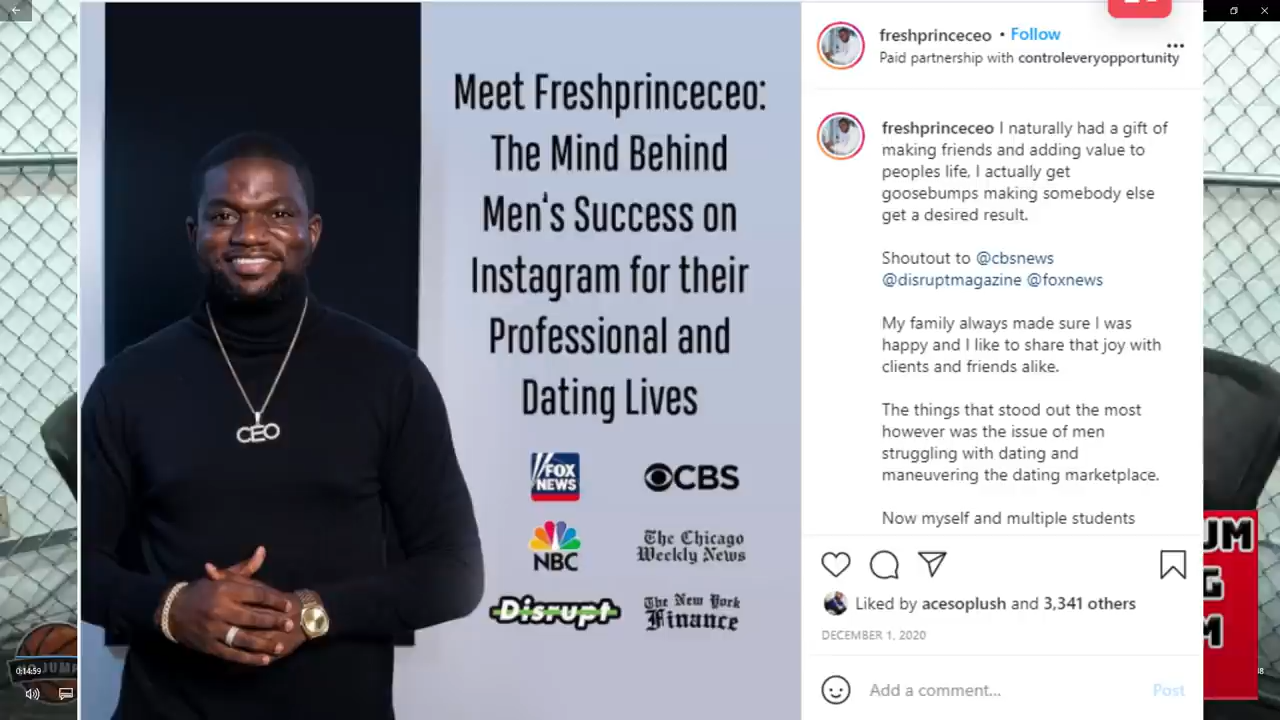 Meet Freshprinceceo:
The Mind Behind
Men's Success on
Instagram for their
Professional and
Dating Lives
FOX
NEWS
CBS
NBC
The Chicago
Weekly News
Disrupt
The New York
Finance
CEO
freshprinceceo • Follow
Paid partnership with controleveryopportunity
freshprinceceo I naturally had a gift of
making friends and adding value to
peoples life, I actually get
goosebumps making somebody else
get a desired result.
Shoutout to @cbsnews
@disruptmagazine @foxnews
My family always made sure I was
happy and I like to share that joy with
clients and friends alike.
The things that stood out the most
however was the issue of men
struggling with dating and
maneuvering the dating marketplace.
Now myself and multiple students
Liked by acesoplush and 3,341 others
DECEMBER 1, 2020
Add a comment...
Post
0:14:59
JUMP
UM
G
M